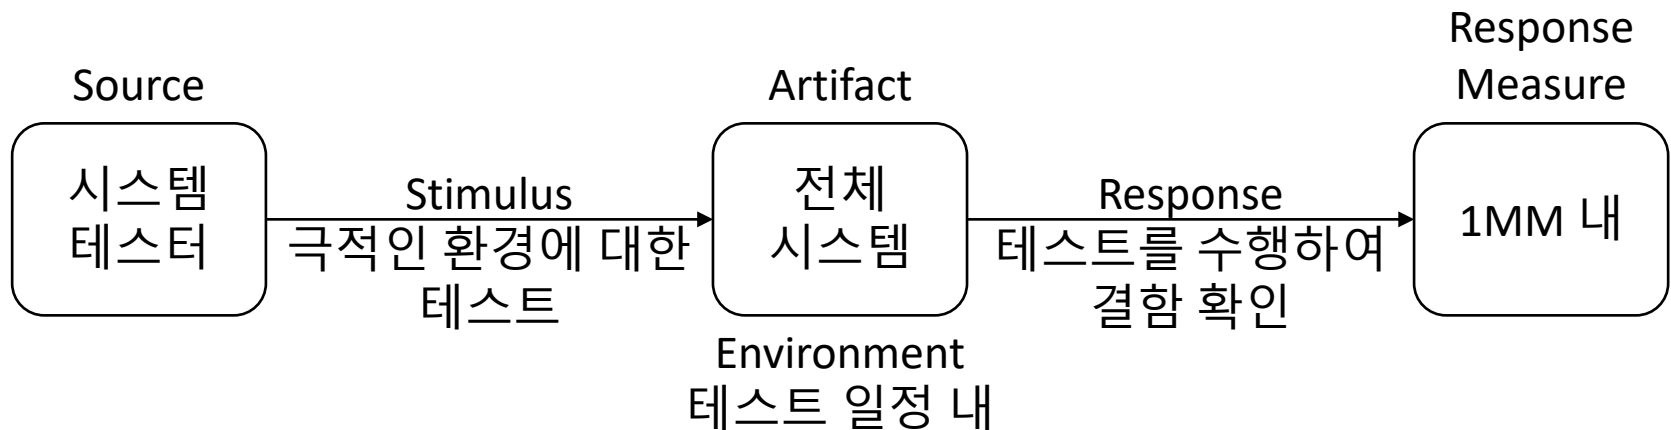 Source
시스템
테스터
Stimulus
극적인 환경에 대한
테스트
Artifact
전체
시스템
Environment
테스트 일정 내
Response
테스트를 수행하여
결함 확인
Response
Measure
1MM 내